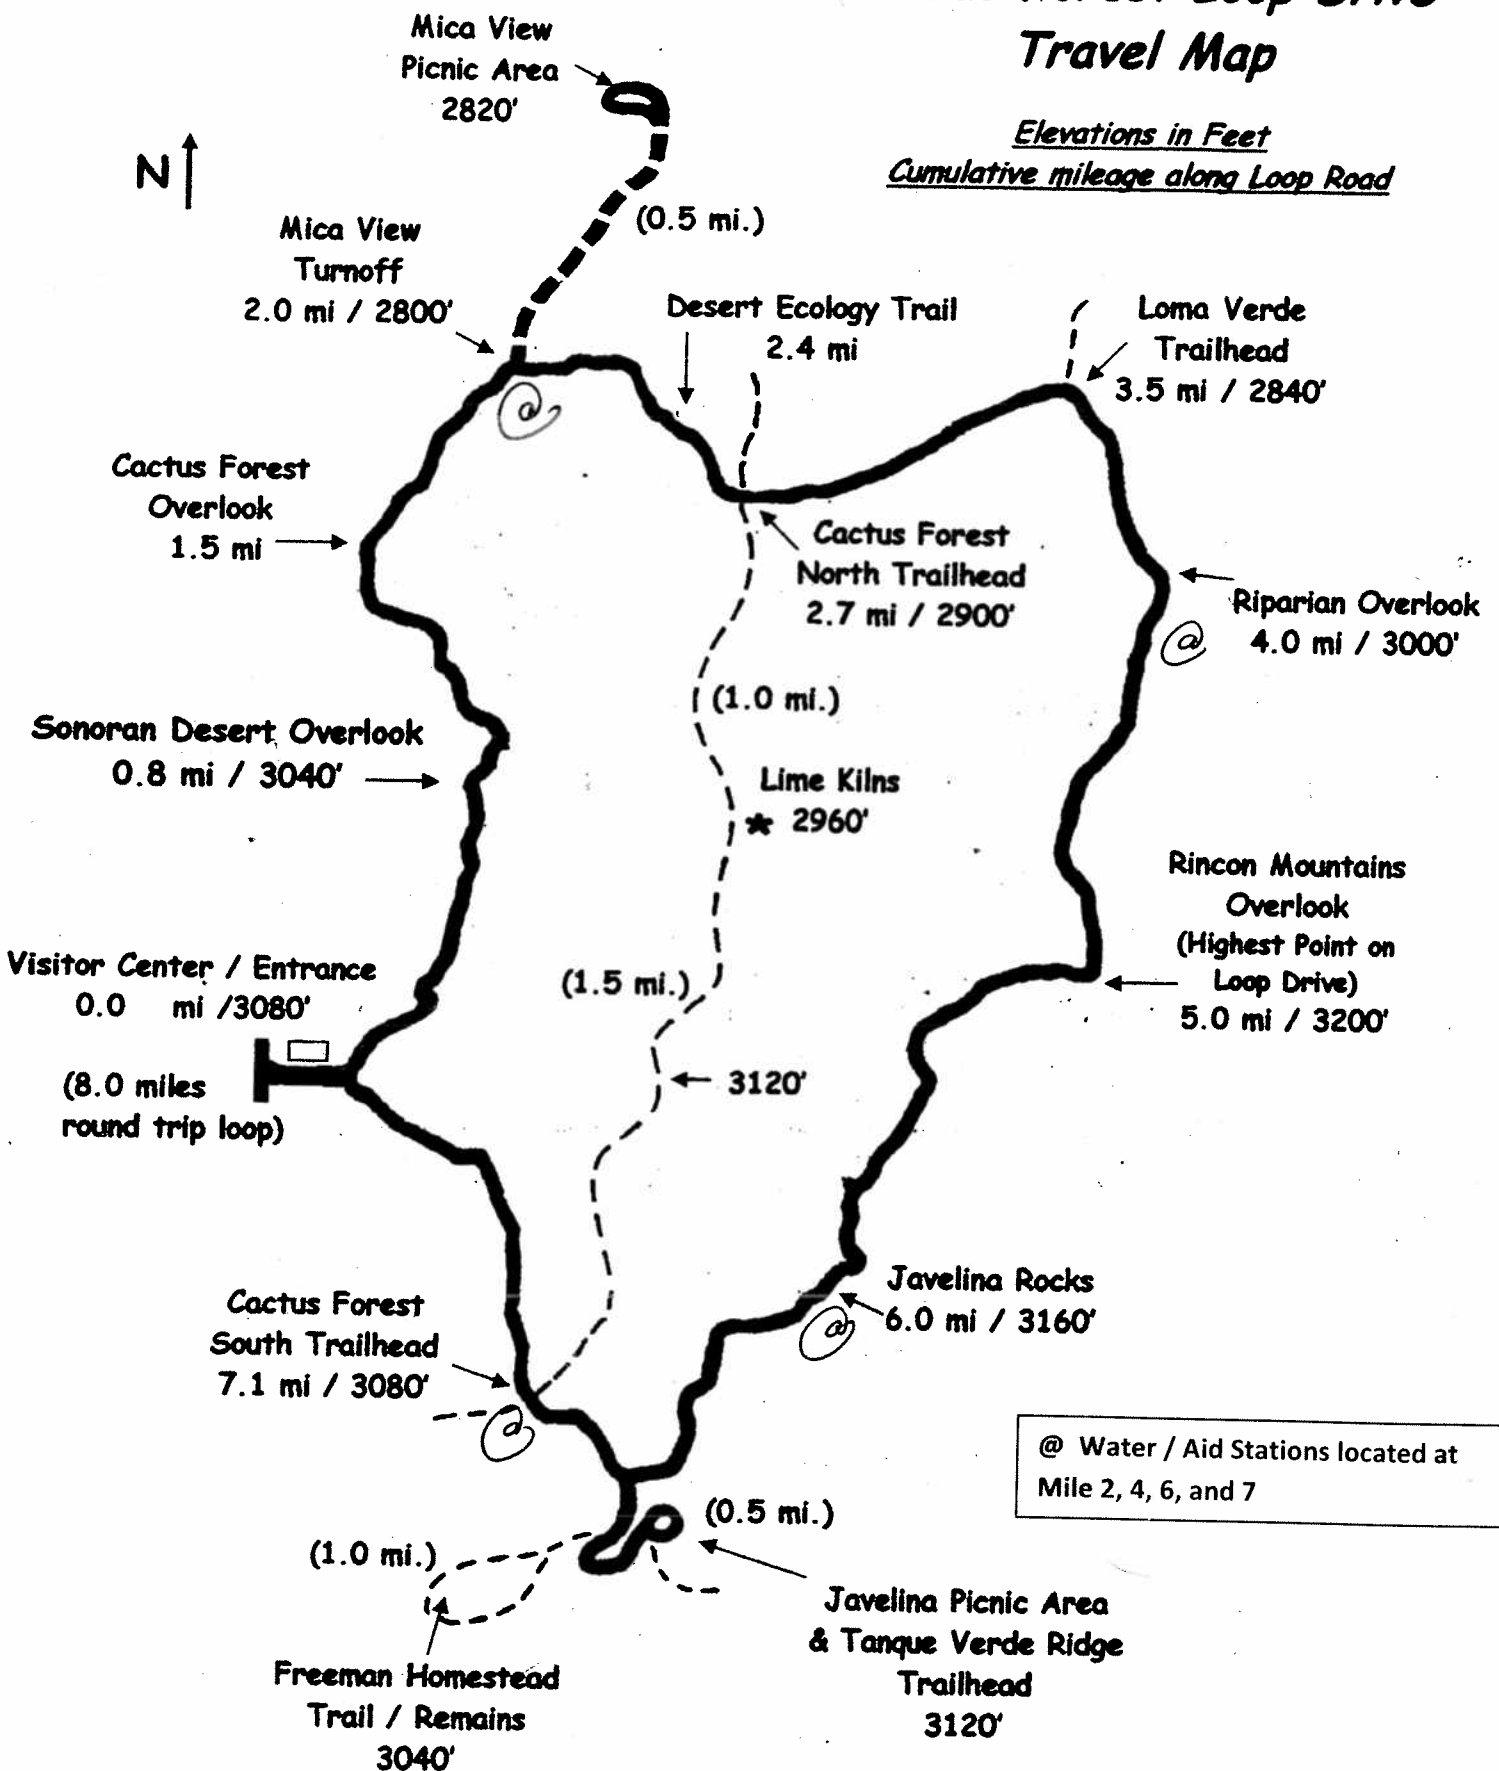 Travel Map
Elevations in Feet
Cumulative mileage along Loop Road
Mica View
Picnic Area
2820'
N
(0.5 mi.)
Mica View
Turnoff
2.0 mi / 2800'
Desert Ecology Trail
2.4 mi
Loma Verde
Trailhead
3.5 mi / 2840'
@
Cactus Forest
Overlook
1.5 mi
Cactus Forest
North Trailhead
2.7 mi / 2900'
Riparian Overlook
4.0 mi / 3000'
@
(1.0 mi.)
Sonoran Desert Overlook
0.8 mi / 3040'
Lime Kilns
* 2960'
Rincon Mountains
Overlook
(Highest Point on
Loop Drive)
5.0 mi / 3200'
Visitor Center / Entrance
0.0 mi /3080'
(8.0 miles
round trip loop)
(1.5 mi.)
3120'
Javelina Rocks
6.0 mi / 3160'
@
Cactus Forest
South Trailhead
7.1 mi / 3080'
@
@ Water / Aid Stations located at
Mile 2, 4, 6, and 7
(0.5 mi.)
(1.0 mi.)
Javelina Picnic Area
& Tanque Verde Ridge
Trailhead
3120'
Freeman Homestead
Trail / Remains
3040'